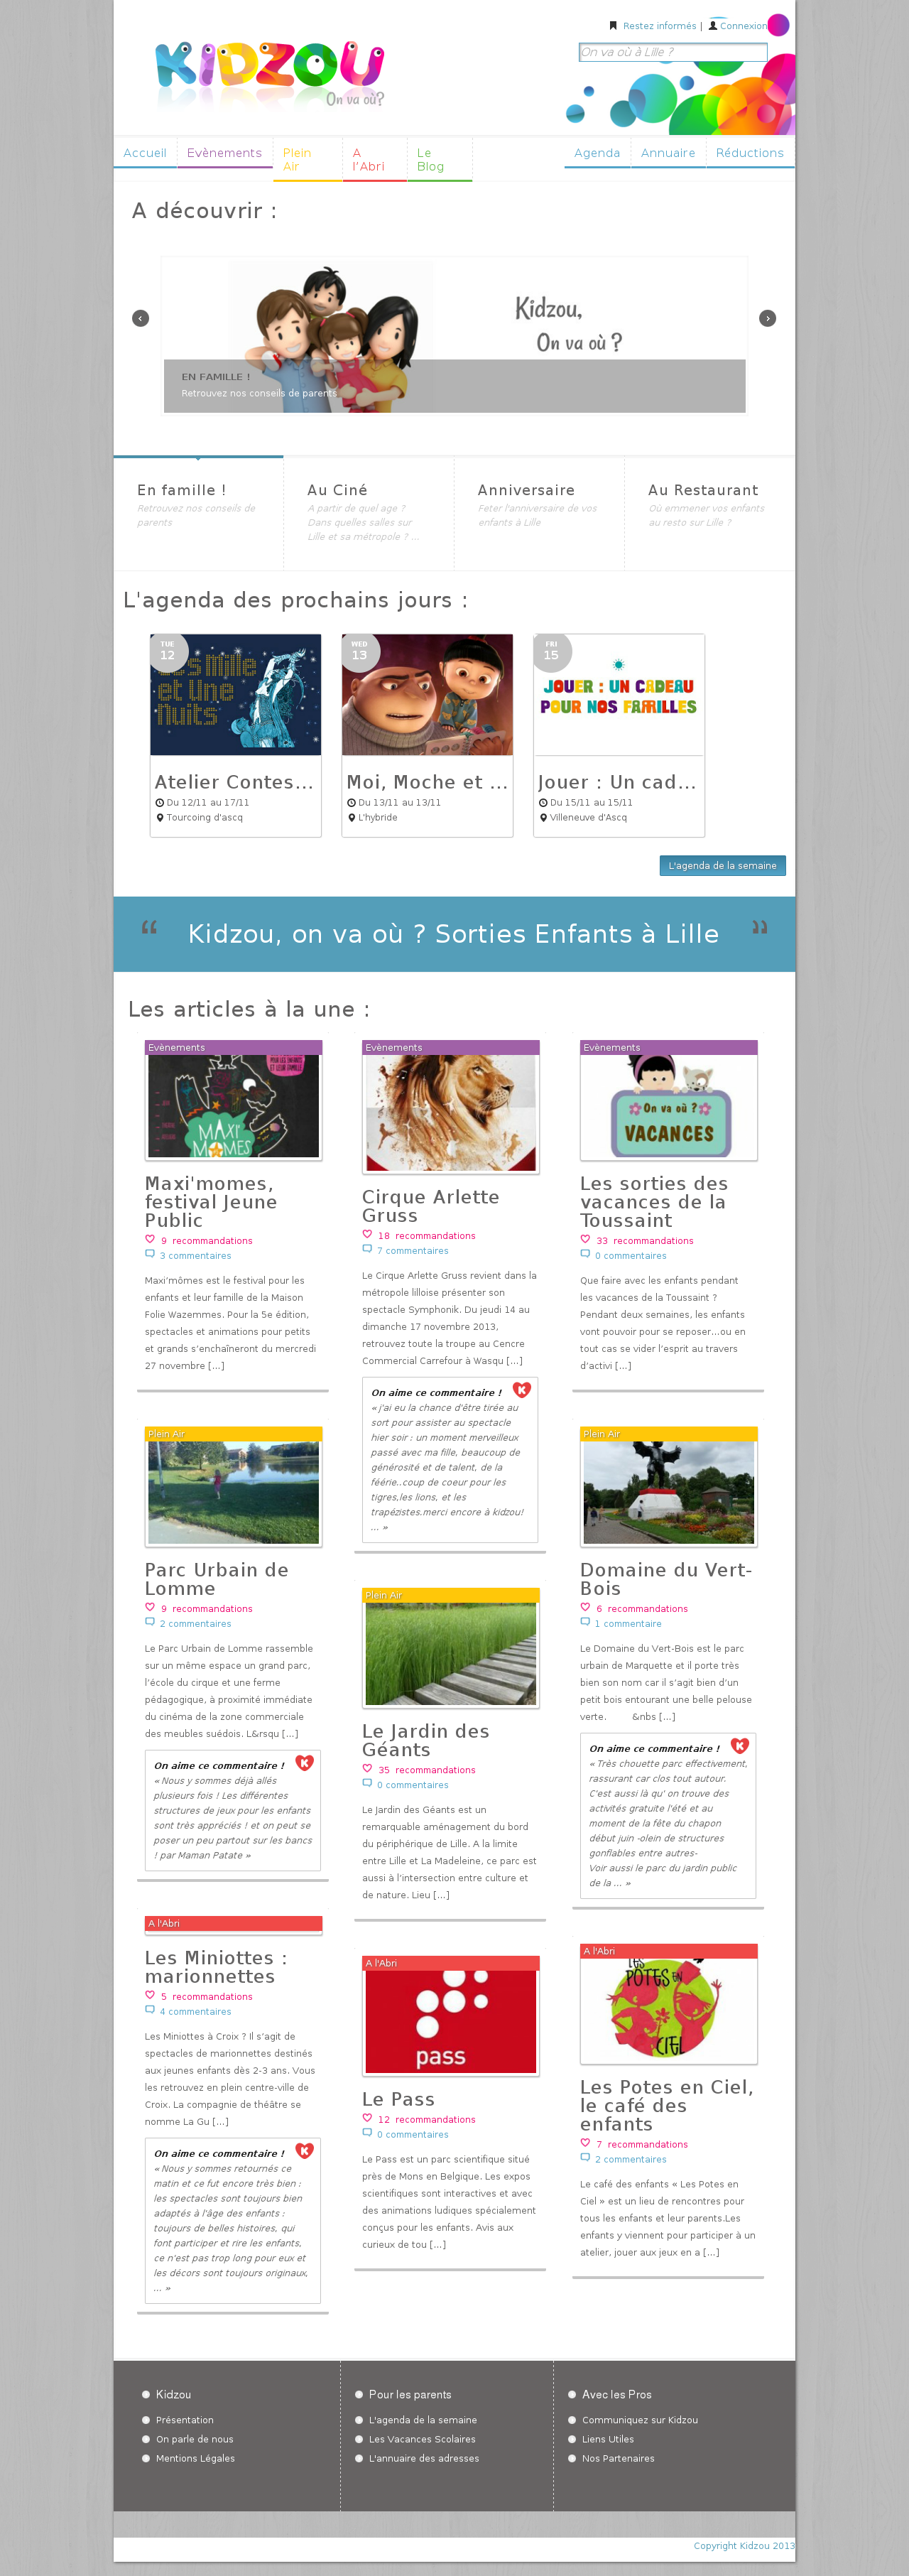 Restez informés | Connexion
KIDZOU
On va où?
On va où à Lille ?
Accueil Evènements Plein Air A l'Abri Le Blog Agenda Annuaire Réductions
A découvrir :
Kidzou,
On va où ?
EN FAMILLE !
Retrouvez nos conseils de parents
En famille !
Retrouvez nos conseils de
parents
Au Ciné
A partir de quel age ?
Dans quelles salles sur
Lille et sa métropole ? ...
Anniversaire
Feter l'anniversaire de vos
enfants à Lille
Au Restaurant
Où emmener vos enfants
au resto sur Lille ?
L'agenda des prochains jours :
TUE
12
et Une
Nuits
Atelier Contes...
Du 12/11 au 17/11
Tourcoing d'ascq
WED
13
Moi, Moche et ...
Du 13/11 au 13/11
L'hybride
FRI
15
JOUER : UN CADEAU
POUR NOS FAMILLES
Jouer : Un cad...
Du 15/11 au 15/11
Villeneuve d'Ascq
L'agenda de la semaine
“ Kidzou, on va où ? Sorties Enfants à Lille ”
Les articles à la une :
Evènements
POUR LES ENFANTS
ET LEUR FAMILLE
MAXI'
MOMES
Maxi'momes,
festival Jeune
Public
9 recommandations
3 commentaires
Maxi’mômes est le festival pour les
enfants et leur famille de la Maison
Folie Wazemmes. Pour la 5e édition,
spectacles et animations pour petits
et grands s’enchaîneront du mercredi
27 novembre [...]
Plein Air
Parc Urbain de
Lomme
9 recommandations
2 commentaires
Le Parc Urbain de Lomme rassemble
sur un même espace un grand parc,
l’école du cirque et une ferme
pédagogique, à proximité immédiate
du cinéma de la zone commerciale
des meubles suédois. L&rsqu [...]
On aime ce commentaire !
K
« Nous y sommes déjà allés
plusieurs fois ! Les différentes
structures de jeux pour les enfants
sont très appréciés ! et on peut se
poser un peu partout sur les bancs
! par Maman Patate »
A l'Abri
Les Miniottes :
marionnettes
5 recommandations
4 commentaires
Les Miniottes à Croix ? Il s’agit de
spectacles de marionnettes destinés
aux jeunes enfants dès 2-3 ans. Vous
les retrouvez en plein centre-ville de
Croix. La compagnie de théâtre se
nomme La Gu [...]
On aime ce commentaire !
K
« Nous y sommes retournés ce
matin et ce fut encore très bien :
les spectacles sont toujours bien
adaptés à l'âge des enfants :
toujours de belles histoires, qui
font participer et rire les enfants,
ce n'est pas trop long pour eux et
les décors sont toujours originaux,
... »
Evènements
Cirque Arlette
Gruss
18 recommandations
7 commentaires
Le Cirque Arlette Gruss revient dans la
métropole lilloise présenter son
spectacle Symphonik. Du jeudi 14 au
dimanche 17 novembre 2013,
retrouvez toute la troupe au Cencre
Commercial Carrefour à Wasqu [...]
On aime ce commentaire !
K
« j'ai eu la chance d'être tirée au
sort pour assister au spectacle
hier soir : un moment merveilleux
passé avec ma fille, beaucoup de
générosité et de talent, de la
féérie..coup de coeur pour les
tigres,les lions, et les
trapézistes.merci encore à kidzou!
... »
Plein Air
Le Jardin des
Géants
35 recommandations
0 commentaires
Le Jardin des Géants est un
remarquable aménagement du bord
du périphérique de Lille. A la limite
entre Lille et La Madeleine, ce parc est
aussi à l’intersection entre culture et
de nature. Lieu [...]
A l'Abri
pass
Le Pass
12 recommandations
0 commentaires
Le Pass est un parc scientifique situé
près de Mons en Belgique. Les expos
scientifiques sont interactives et avec
des animations ludiques spécialement
conçus pour les enfants. Avis aux
curieux de tou [...]
Evènements
On va où ?
VACANCES
Les sorties des
vacances de la
Toussaint
33 recommandations
0 commentaires
Que faire avec les enfants pendant
les vacances de la Toussaint ?
Pendant deux semaines, les enfants
vont pouvoir pour se reposer...ou en
tout cas se vider l’esprit au travers
d’activi [...]
Plein Air
Domaine du Vert-
Bois
6 recommandations
1 commentaire
Le Domaine du Vert-Bois est le parc
urbain de Marquette et il porte très
bien son nom car il s’agit bien d’un
petit bois entourant une belle pelouse
verte. &nbs [...]
On aime ce commentaire !
K
« Très chouette parc effectivement,
rassurant car clos tout autour.
C'est aussi là qu' on trouve des
activités gratuite l'été et au
moment de la fête du chapon
début juin -olein de structures
gonflables entre autres-
Voir aussi le parc du jardin public
de la ... »
A l'Abri
LES
POTES EN
CIEL
Les Potes en Ciel,
le café des
enfants
7 recommandations
2 commentaires
Le café des enfants « Les Potes en
Ciel » est un lieu de rencontres pour
tous les enfants et leur parents.Les
enfants y viennent pour participer à un
atelier, jouer aux jeux en a [...]
Kidzou
Présentation
On parle de nous
Mentions Légales
Pour les parents
L'agenda de la semaine
Les Vacances Scolaires
L'annuaire des adresses
Avec les Pros
Communiquez sur Kidzou
Liens Utiles
Nos Partenaires
Copyright Kidzou 2013